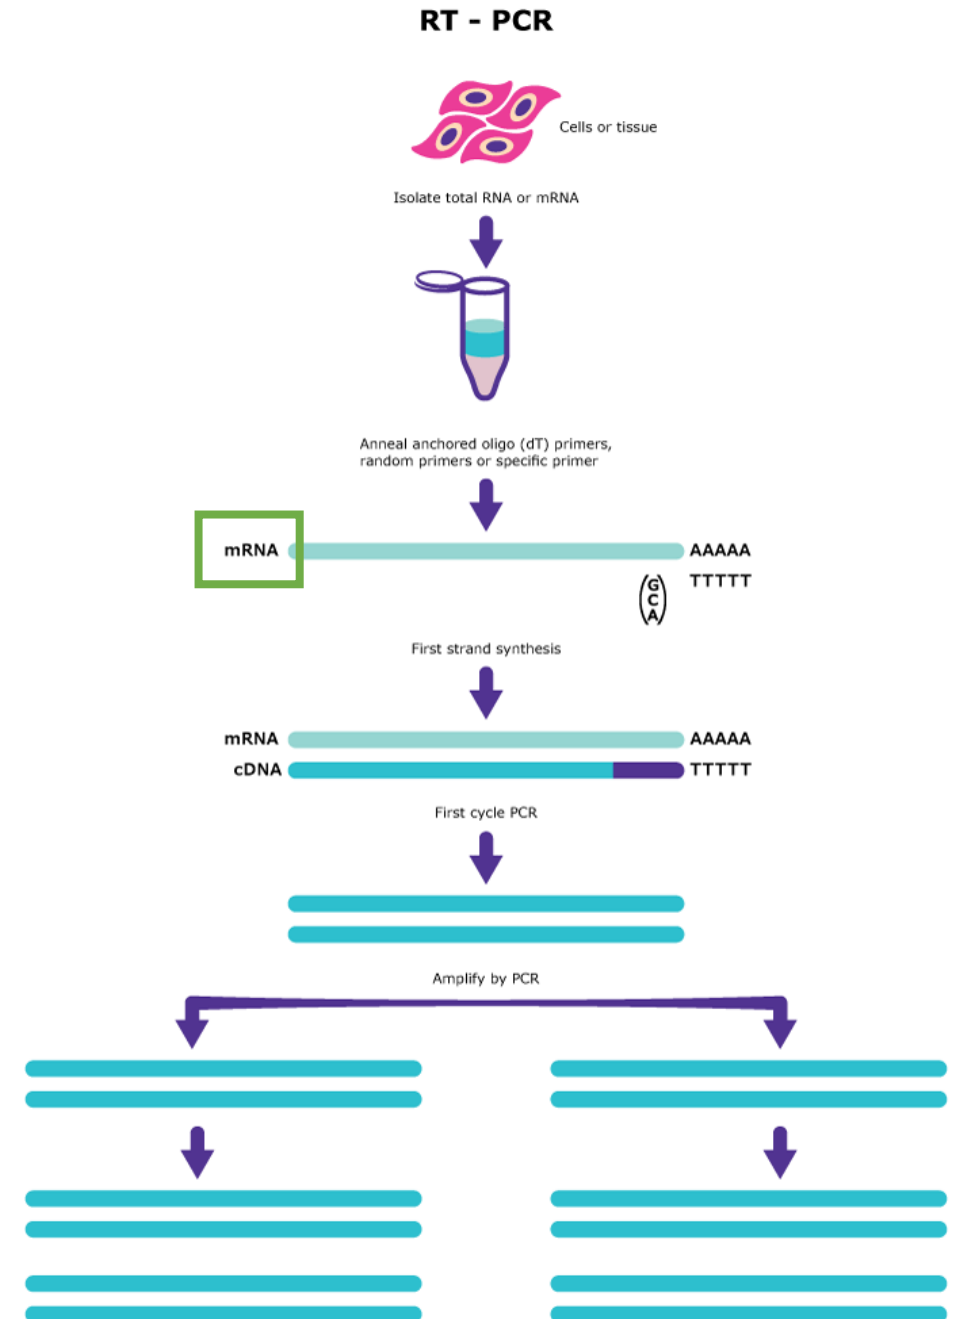 RT - PCR
Cells or tissue
Isolate total RNA or mRNA
Anneal anchored oligo (dT) primers,
random primers or specific primer
mRNA AAAAA
TTTTT
(G
C
A)
First strand synthesis
mRNA AAAAA
cDNA TTTTT
First cycle PCR
Amplify by PCR